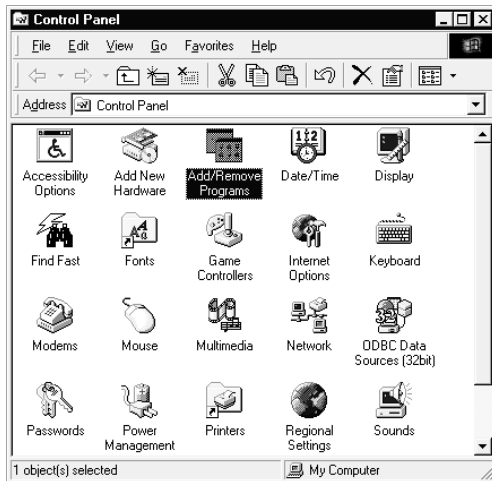 Control Panel
File Edit View Go Favorites Help
Address Control Panel
Accessibility Options
Add New Hardware
Add/Remove Programs
Date/Time
Display
Find Fast
Fonts
Game Controllers
Internet Options
Keyboard
Modems
Mouse
Multimedia
Network
ODBC Data Sources (32bit)
Passwords
Power Management
Printers
Regional Settings
Sounds
1 object(s) selected
My Computer